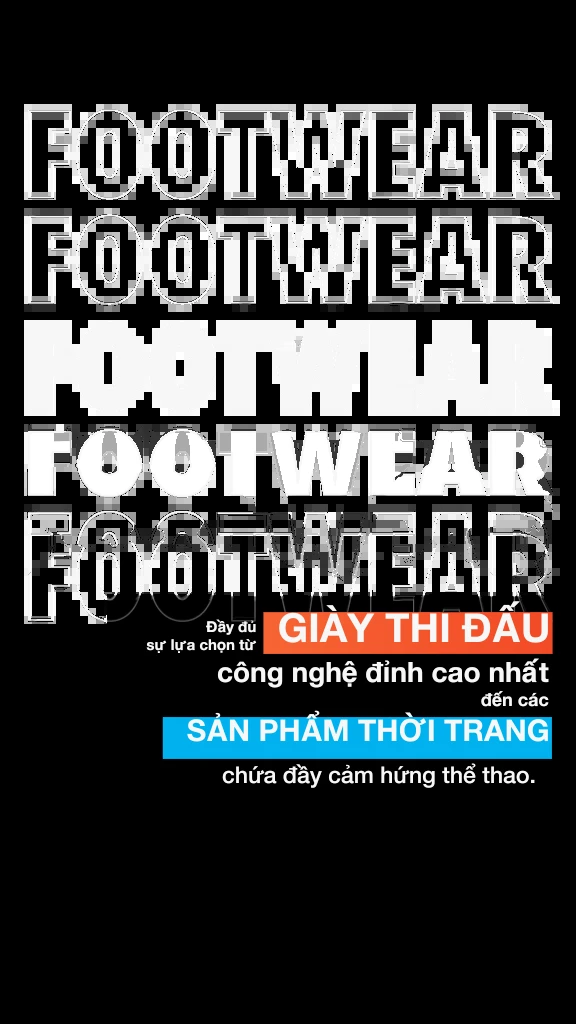 FOOTWEAR
FOOTWEAR
FOOTWEAR
FOOTWEAR
FOOTWEAR
Đầy đủ
sự lựa chọn từ
GIÀY THI ĐẤU
công nghệ đỉnh cao nhất
đến các
SẢN PHẨM THỜI TRANG
chứa đầy cảm hứng thể thao.